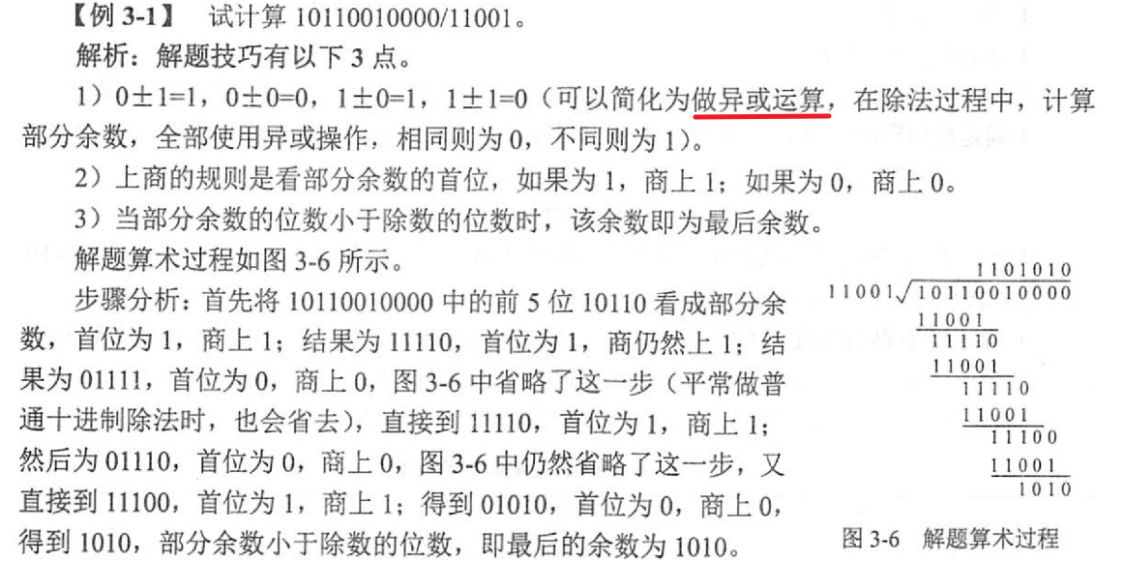 【例 3-1】 试计算 10110010000/11001。
解析：解题技巧有以下 3 点。
1）0±1=1，0±0=0，1±0=1，1±1=0（可以简化为做异或运算，在除法过程中，计算
部分余数，全部使用异或操作，相同则为 0，不同则为 1）。
2）上商的规则是看部分余数的首位，如果为 1，商上 1；如果为 0，商上 0。
3）当部分余数的位数小于除数的位数时，该余数即为最后余数。
解题算术过程如图 3-6 所示。
步骤分析：首先将 10110010000 中的前 5 位 10110 看成部分余
数，首位为 1，商上 1；结果为 11110，首位为 1，商仍然上 1；结
果为 01111，首位为 0，商上 0，图 3-6 中省略了这一步（平常做普
通十进制除法时，也会省去），直接到 11110，首位为 1，商上 1；
然后为 01110，首位为 0，商上 0，图 3-6 中仍然省略了这一步，又
直接到 11100，首位为 1，商上 1；得到 01010，首位为 0，商上 0，
得到 1010，部分余数小于除数的位数，即最后的余数为 1010。
1101010
11001√10110010000
11001
11110
11001
11110
11001
11100
11001
1010
图 3-6 解题算术过程